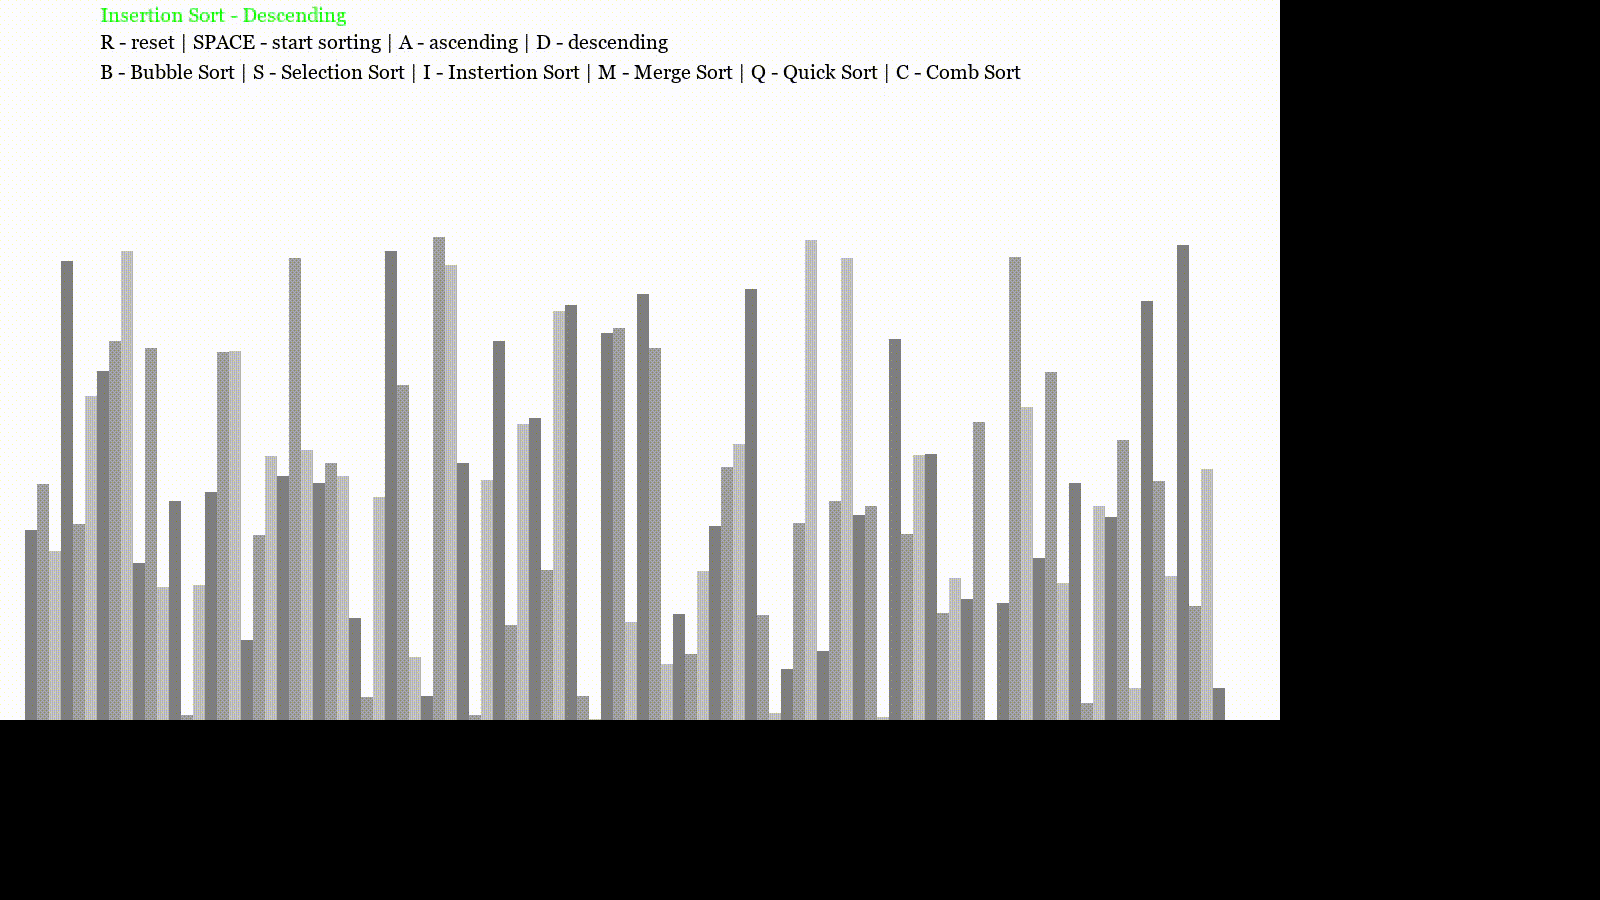 Insertion Sort - Descending
R - reset | SPACE - start sorting | A - ascending | D - descending
B - Bubble Sort | S - Selection Sort | I - Instertion Sort | M - Merge Sort | Q - Quick Sort | C - Comb Sort